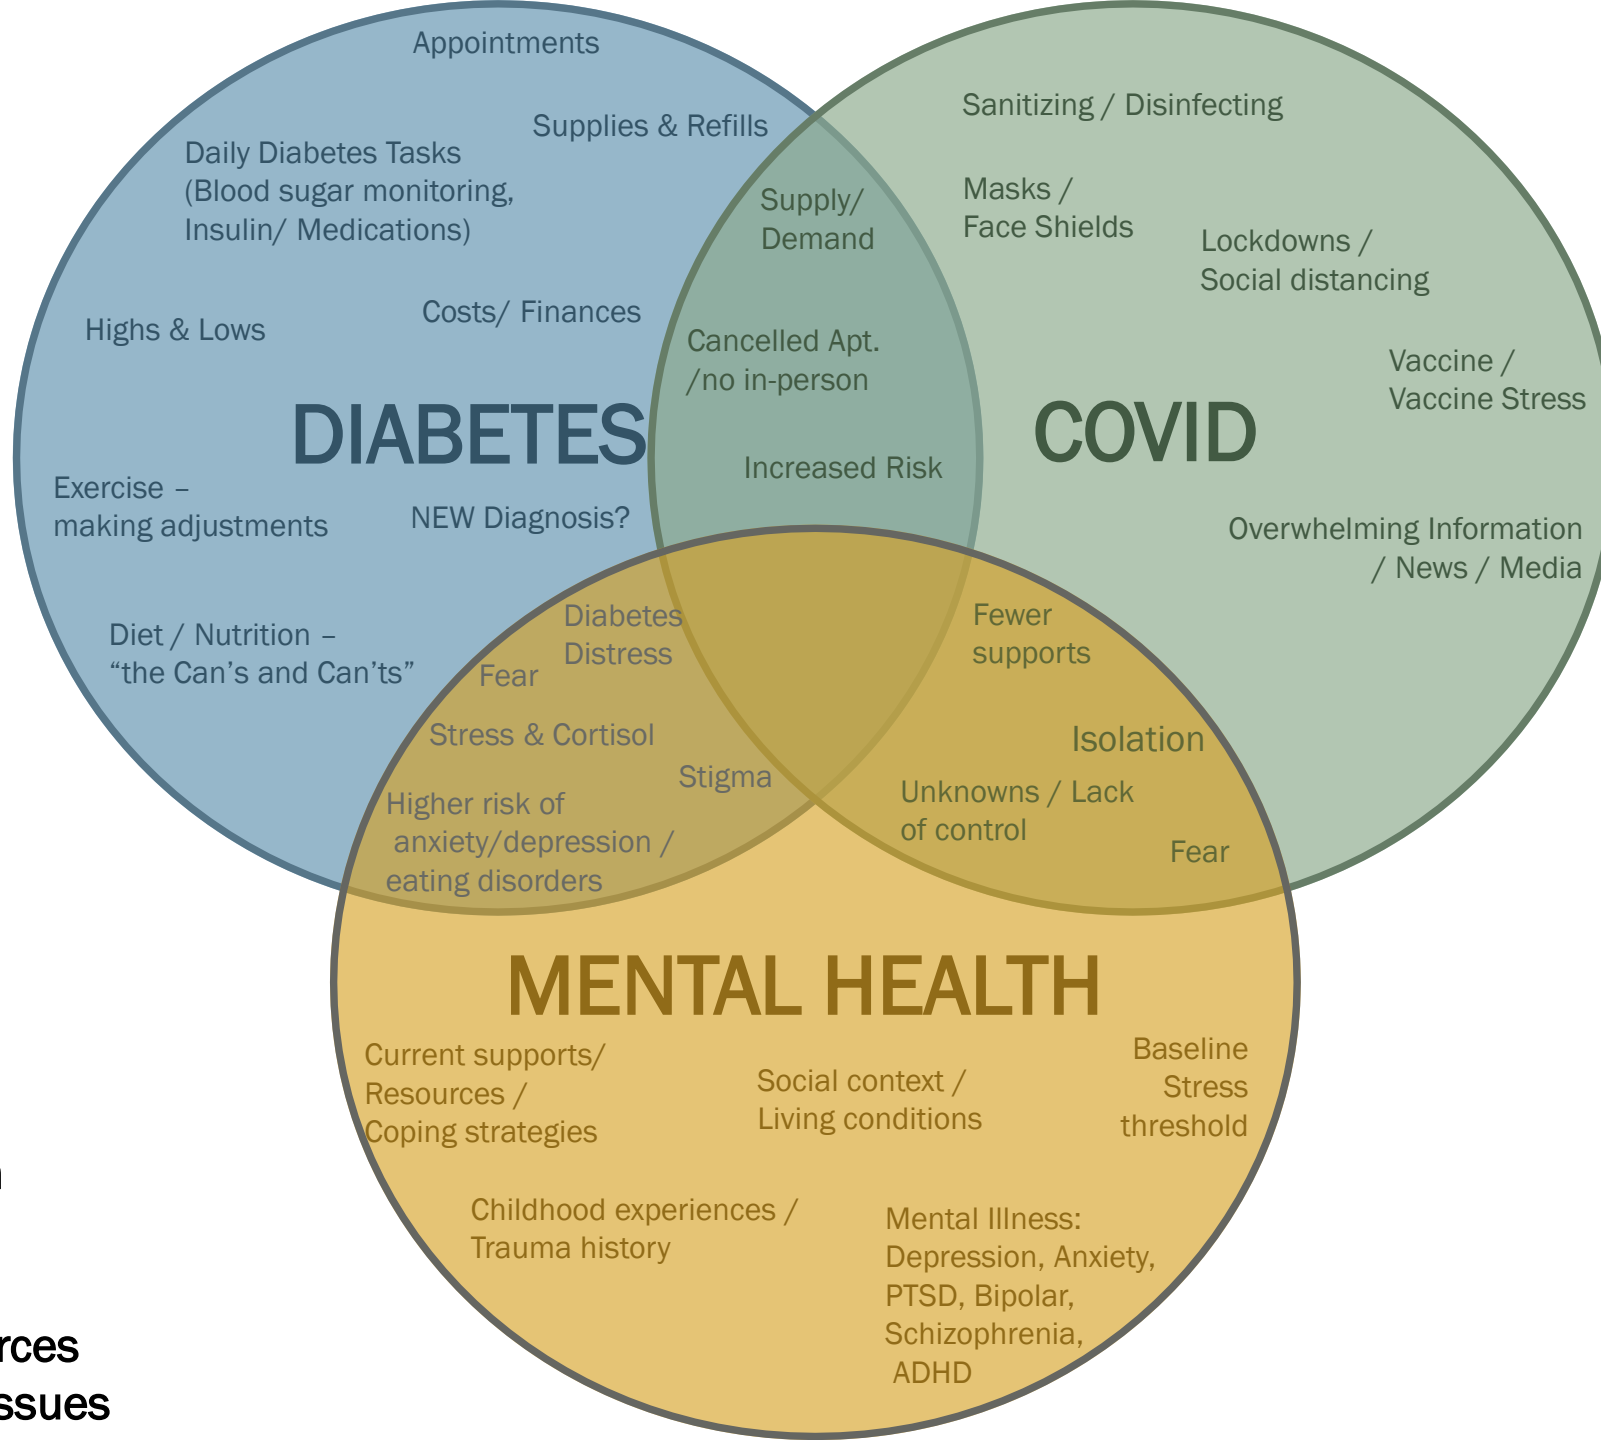 Appointments
Supplies & Refills
Daily Diabetes Tasks
(Blood sugar monitoring,
Insulin/ Medications)
Highs & Lows
Costs/ Finances
DIABETES
Exercise –
making adjustments
NEW Diagnosis?
Diet / Nutrition –
“the Can’s and Can’ts”
Supply/
Demand
Cancelled Apt.
/no in-person
Increased Risk
Sanitizing / Disinfecting
Masks /
Face Shields
Lockdowns /
Social distancing
Vaccine /
Vaccine Stress
COVID
Overwhelming Information
/ News / Media
Diabetes
Distress
Fear
Stress & Cortisol
Stigma
Higher risk of
anxiety/depression /
eating disorders
Fewer
supports
Isolation
Unknowns / Lack
of control
Fear
MENTAL HEALTH
Current supports/
Resources /
Coping strategies
Social context /
Living conditions
Baseline
Stress
threshold
Childhood experiences /
Trauma history
Mental Illness:
Depression, Anxiety,
PTSD, Bipolar,
Schizophrenia,
ADHD
rces
ssues